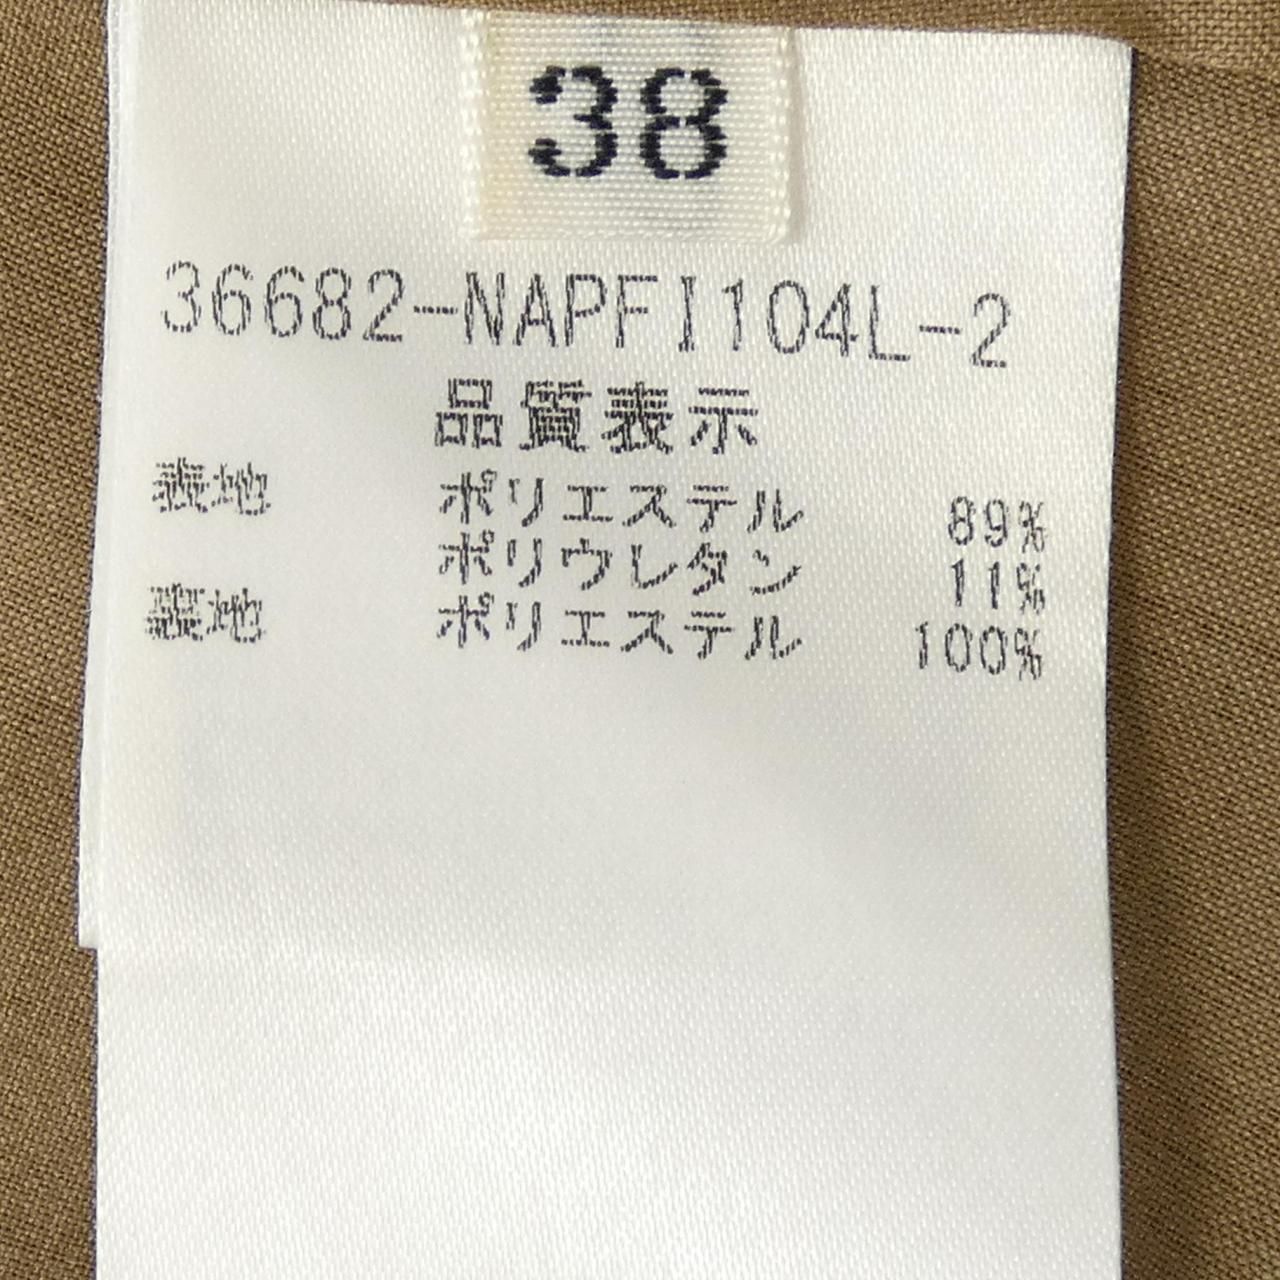 38
36682-NAPFI104L-2
品質表示
表地 ポリエステル 89%
ポリウレタン 11%
裏地 ポリエステル 100%